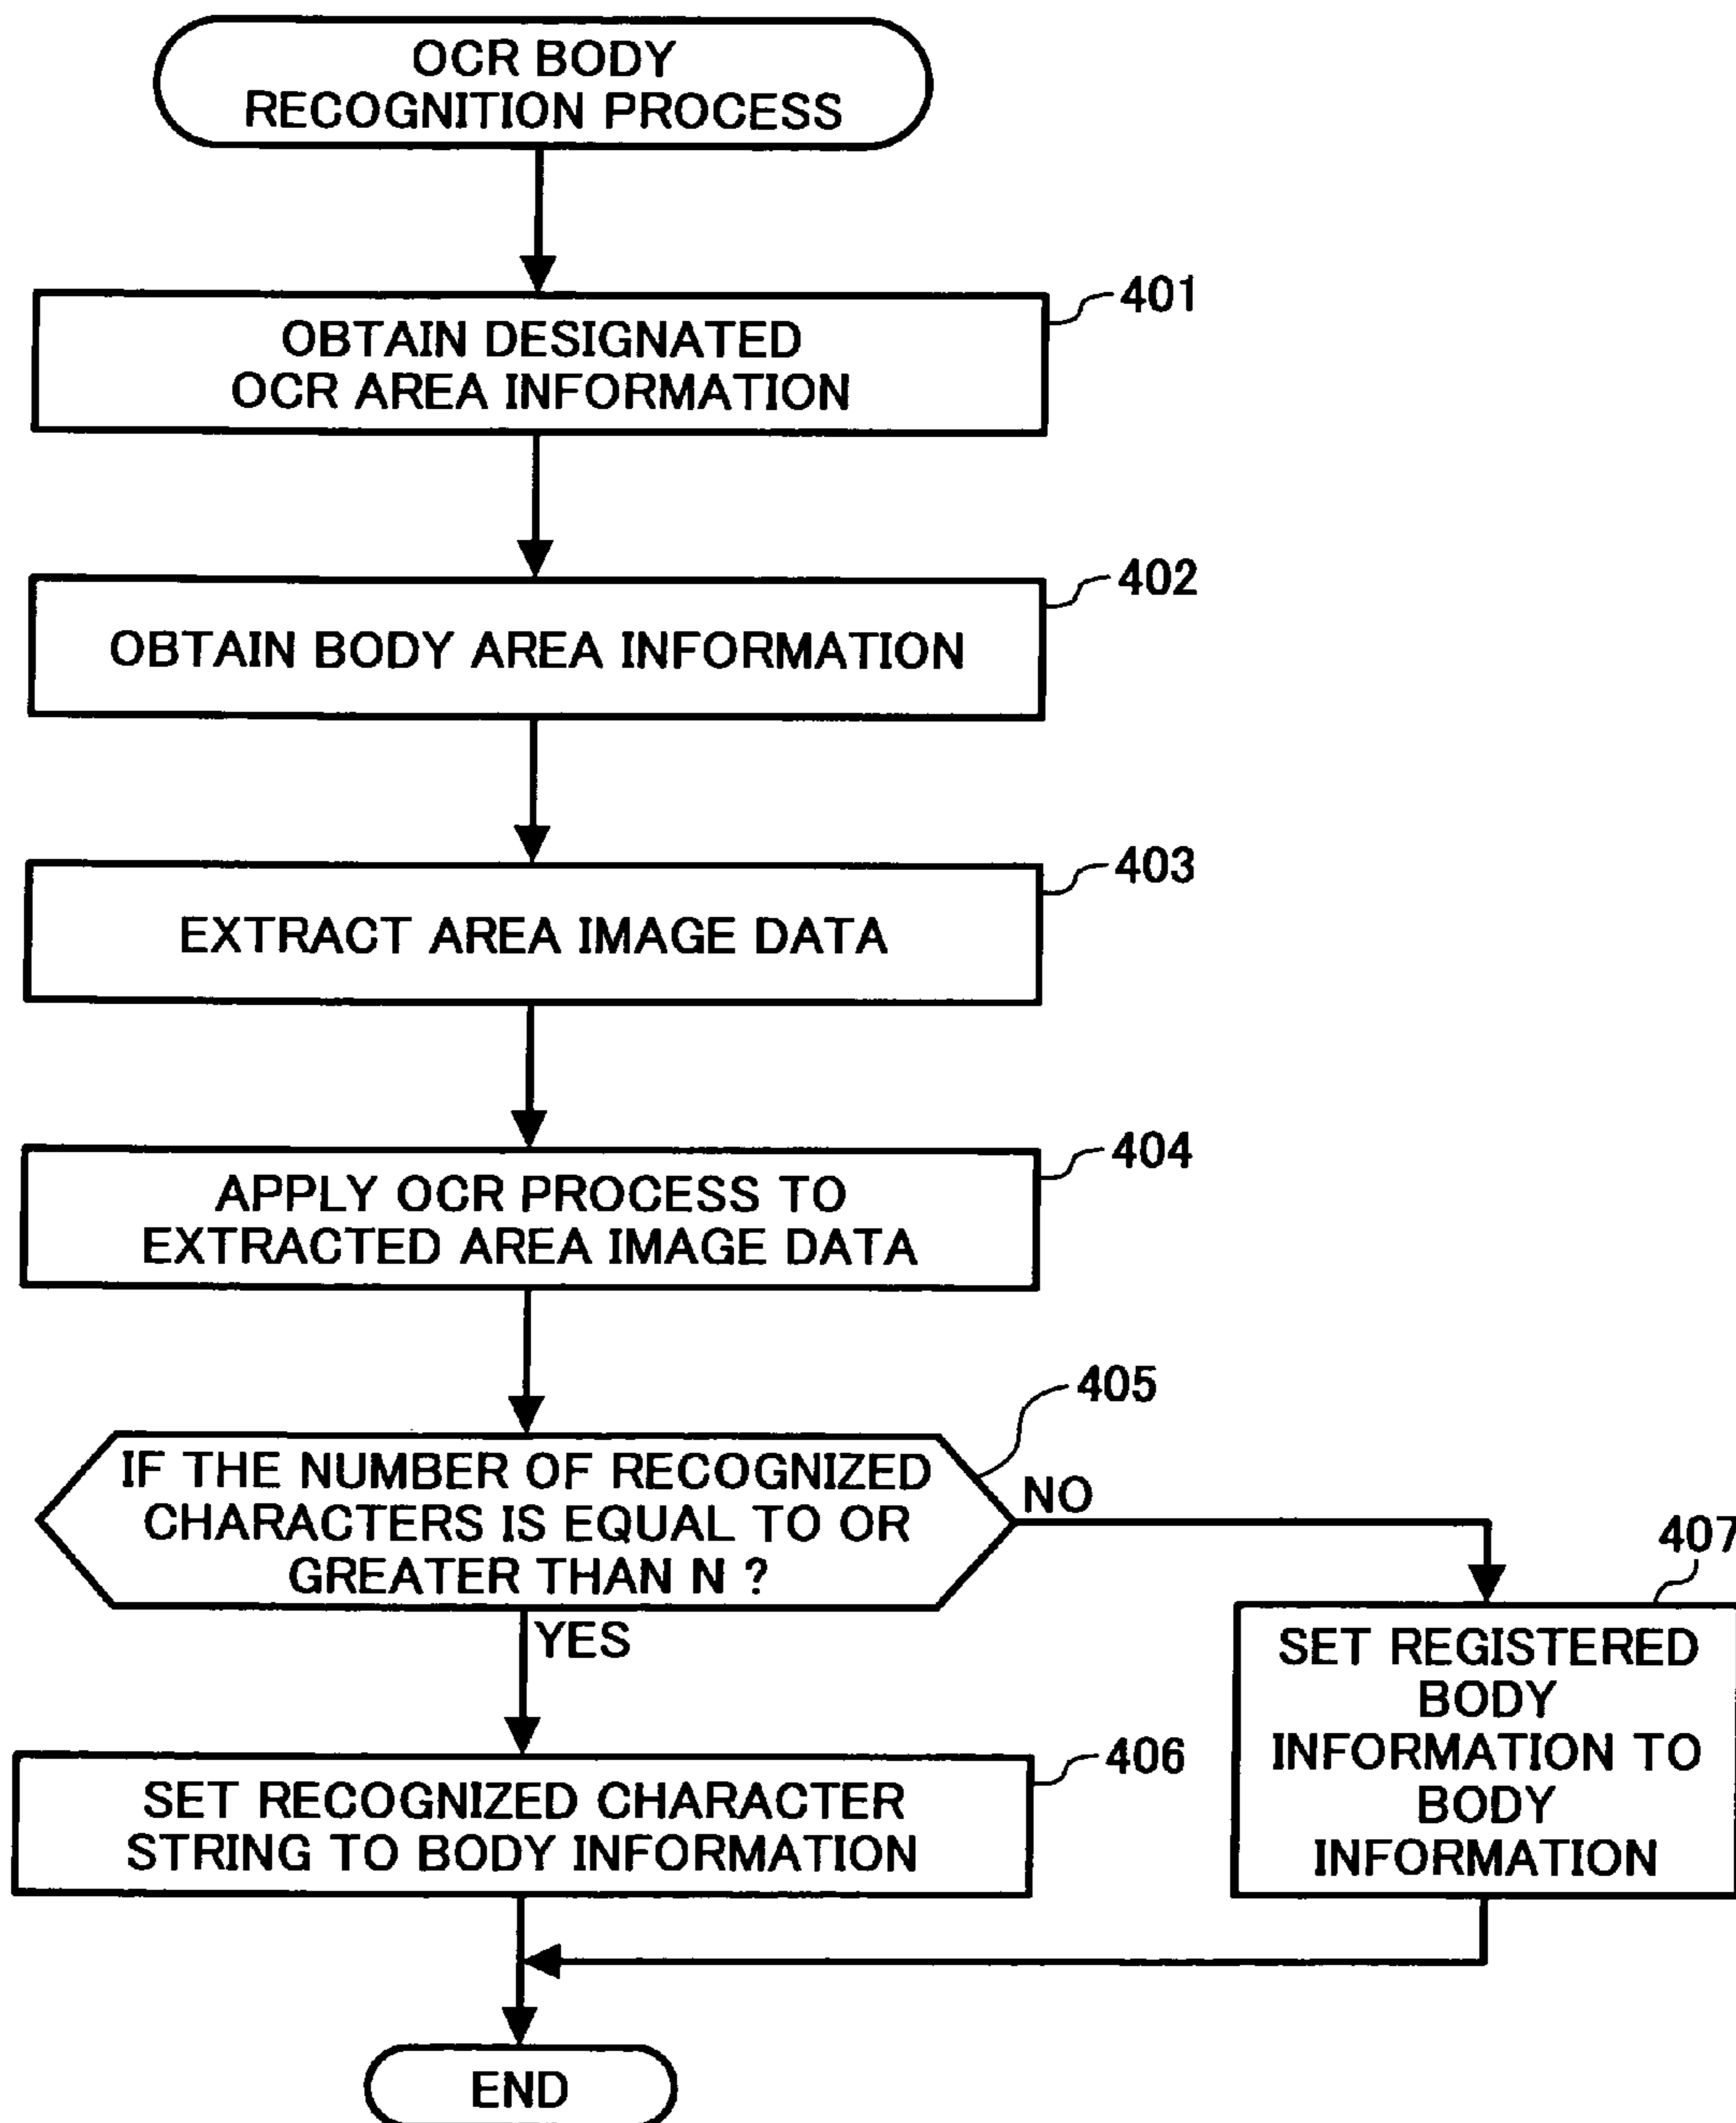 OCR BODY
RECOGNITION PROCESS
401
OBTAIN DESIGNATED
OCR AREA INFORMATION
402
OBTAIN BODY AREA INFORMATION
403
EXTRACT AREA IMAGE DATA
404
APPLY OCR PROCESS TO
EXTRACTED AREA IMAGE DATA
405
IF THE NUMBER OF RECOGNIZED
CHARACTERS IS EQUAL TO OR
GREATER THAN N ?
NO
YES
407
SET REGISTERED
BODY
INFORMATION TO
BODY
INFORMATION
406
SET RECOGNIZED CHARACTER
STRING TO BODY INFORMATION
END